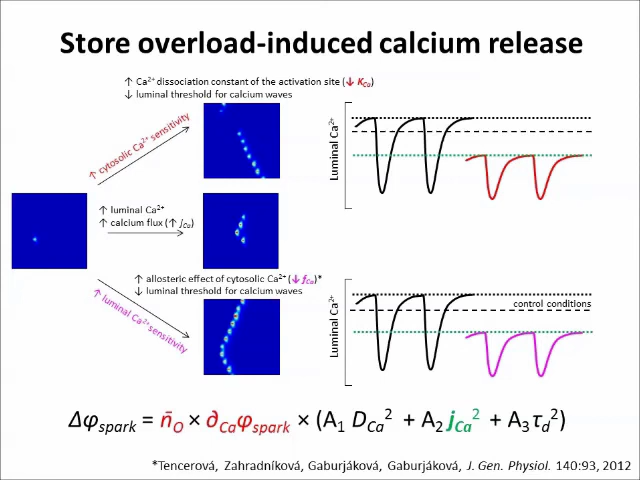 Store overload-induced calcium release
↑ Ca²⁺ dissociation constant of the activation site (↓ K_Ca)
↓ luminal threshold for calcium waves
↑ cytosolic Ca²⁺ sensitivity
Luminal Ca²⁺
↑ luminal Ca²⁺
↑ calcium flux (↑ j_Ca)
↑ allosteric effect of cytosolic Ca²⁺ (↓ f_Ca)*
↓ luminal threshold for calcium waves
↑ luminal Ca²⁺ sensitivity
Luminal Ca²⁺
control conditions
Δφ_spark = n̄_O × ∂_Caφ_spark × (A₁ D_Ca² + A₂ j_Ca² + A₃ τ_d²)
*Tencerová, Zahradníková, Gaburjáková, Gaburjáková, J. Gen. Physiol. 140:93, 2012